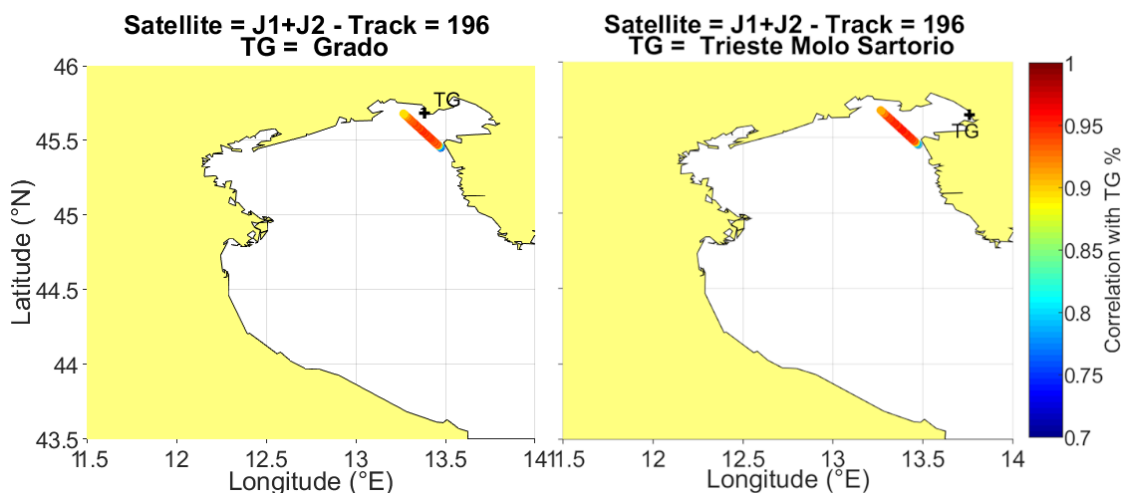 Satellite = J1+J2 - Track = 196
TG = Grado
46
45.5
45
44.5
44
43.5
Latitude (°N)
TG
11.5
12
12.5
13
13.5
14
Longitude (°E)
Satellite = J1+J2 - Track = 196
TG = Trieste Molo Sartorio
TG
11.5
12
12.5
13
13.5
14
Longitude (°E)
1
0.95
0.9
0.85
0.8
0.75
0.7
Correlation with TG %